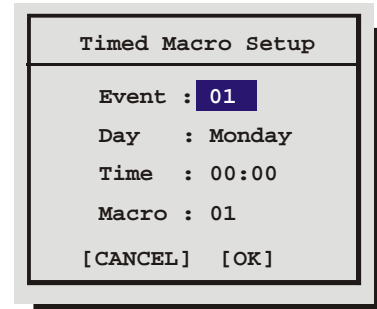 Timed Macro Setup
Event : 01
Day : Monday
Time : 00:00
Macro : 01
[CANCEL] [OK]